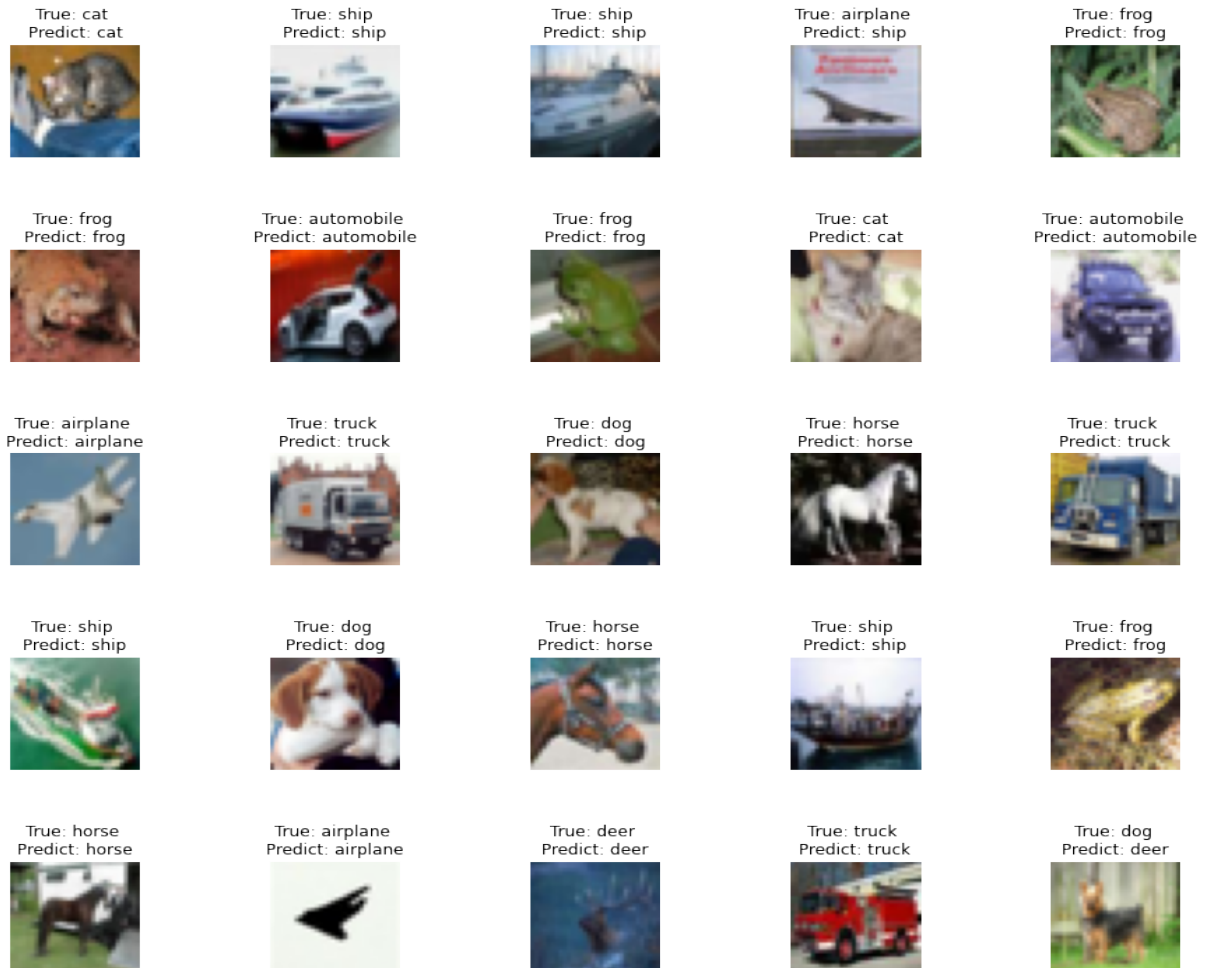 True: cat
Predict: cat
True: ship
Predict: ship
True: ship
Predict: ship
True: airplane
Predict: ship
True: frog
Predict: frog
True: frog
Predict: frog
True: automobile
Predict: automobile
True: frog
Predict: frog
True: cat
Predict: cat
True: automobile
Predict: automobile
True: airplane
Predict: airplane
True: truck
Predict: truck
True: dog
Predict: dog
True: horse
Predict: horse
True: truck
Predict: truck
True: ship
Predict: ship
True: dog
Predict: dog
True: horse
Predict: horse
True: ship
Predict: ship
True: frog
Predict: frog
True: horse
Predict: horse
True: airplane
Predict: airplane
True: deer
Predict: deer
True: truck
Predict: truck
True: dog
Predict: deer